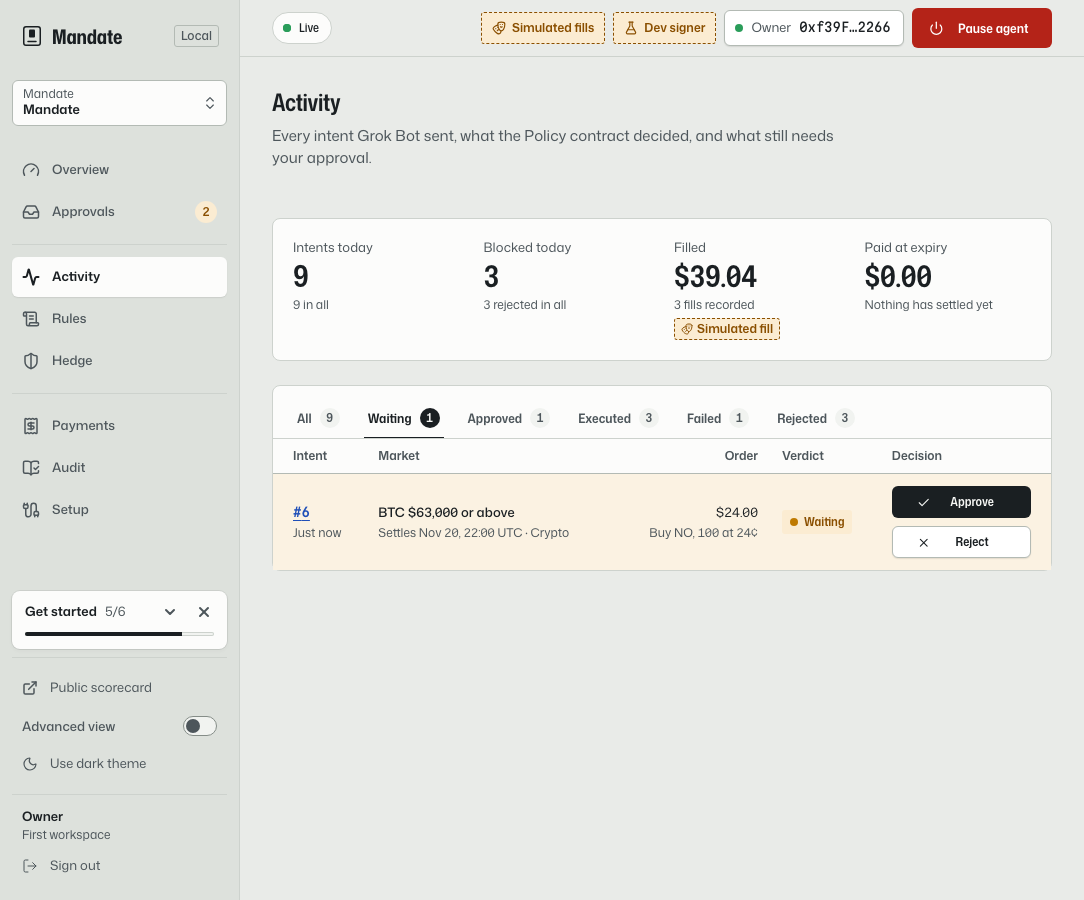 Mandate
Local
Mandate
Mandate
Overview
Approvals 2
Activity
Rules
Hedge
Payments
Audit
Setup
Get started 5/6
Public scorecard
Advanced view
Use dark theme
Owner
First workspace
Sign out
Live
Simulated fills
Dev signer
Owner 0xf39F…2266
Pause agent
Activity
Every intent Grok Bot sent, what the Policy contract decided, and what still needs
your approval.
Intents today
9
9 in all
Blocked today
3
3 rejected in all
Filled
$39.04
3 fills recorded
Simulated fill
Paid at expiry
$0.00
Nothing has settled yet
All 9 Waiting 1 Approved 1 Executed 3 Failed 1 Rejected 3
Intent Market Order Verdict Decision
#6
Just now
BTC $63,000 or above
Settles Nov 20, 22:00 UTC · Crypto
$24.00
Buy NO, 100 at 24¢
Waiting
Approve
Reject